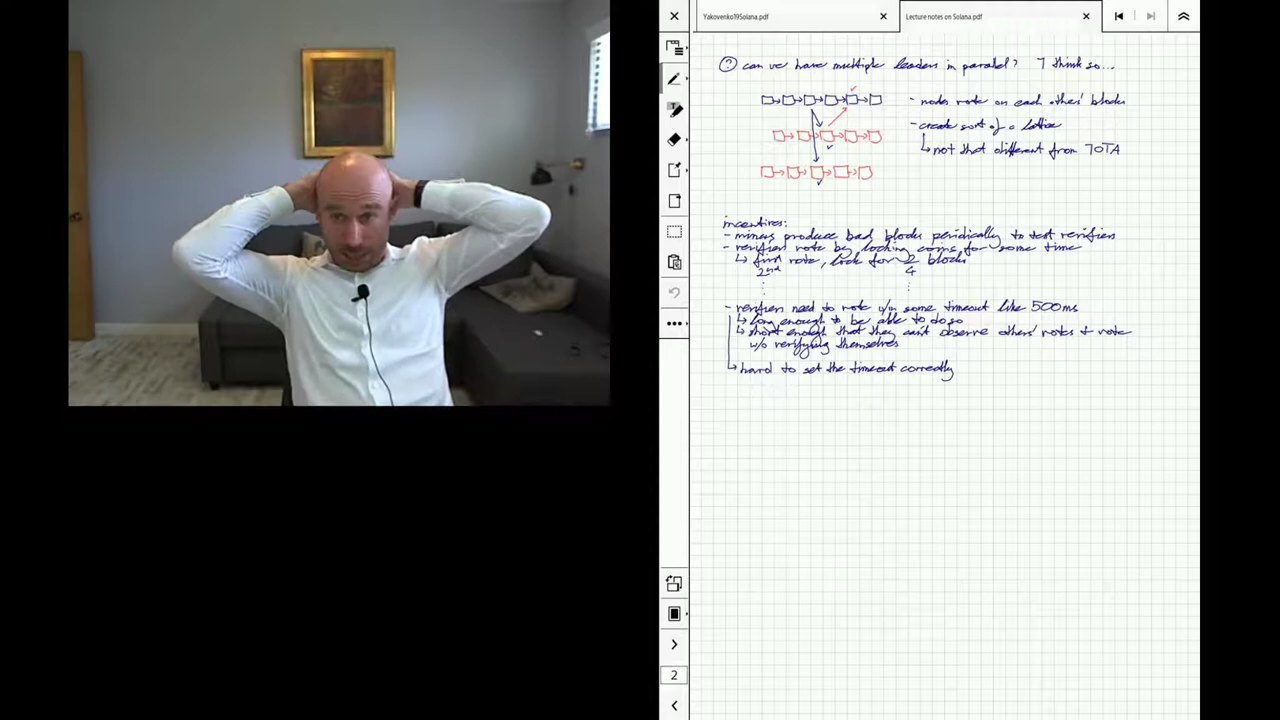 Yakovenko19Solana.pdf
Lecture notes on Solana.pdf
? can we have multiple leaders in parallel? I think so...
- nodes vote on each others' blocks
- create sort of a lattice
↳ not that different from IOTA
incentives:
- miners produce bad blocks periodically to test verifiers
- verifiers vote by locking coins for some time
↳ first vote, lock for 2 blocks
2nd 4
- verifiers need to vote w/in some timeout like 500ms
↳ long enough to be able to do so
↳ short enough that they can't observe others' votes + vote
w/o verifying themselves
↳ hard to set the timeout correctly
2